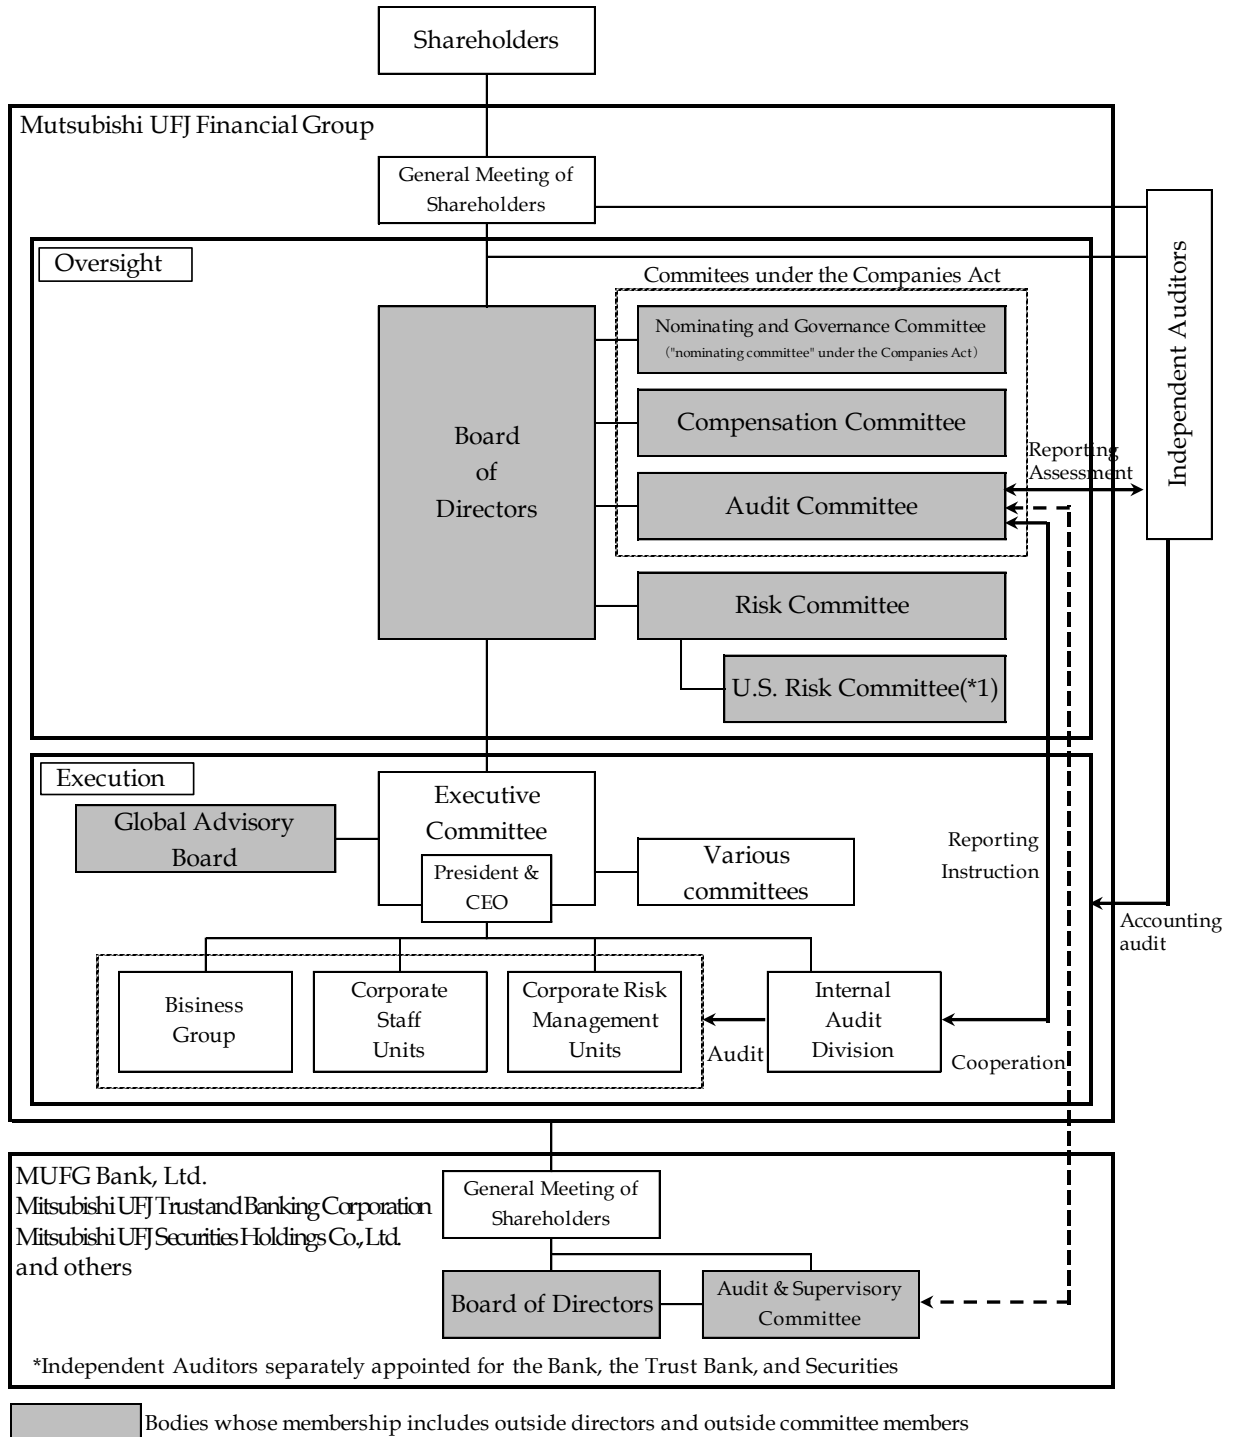 Shareholders
Mutsubishi UFJ Financial Group
General Meeting of
Shareholders
Oversight
Independent Auditors
Commitees under the Companies Act
Nominating and Governance Committee
("nominating committee" under the Companies Act)
Compensation Committee
Board
of
Directors
Reporting
Assessment
Audit Committee
Risk Committee
U.S. Risk Committee(*1)
Execution
Executive
Committee
Global Advisory
Board
President &
CEO
Various
committees
Reporting
Instruction
Accounting
audit
Bisiness
Group
Corporate
Staff
Units
Corporate Risk
Management
Units
Audit
Internal
Audit
Division
Cooperation
MUFG Bank, Ltd.
Mitsubishi UFJ Trust and Banking Corporation
Mitsubishi UFJ Securities Holdings Co., Ltd.
and others
General Meeting of
Shareholders
Board of Directors
Audit & Supervisory
Committee
*Independent Auditors separately appointed for the Bank, the Trust Bank, and Securities
Bodies whose membership includes outside directors and outside committee members